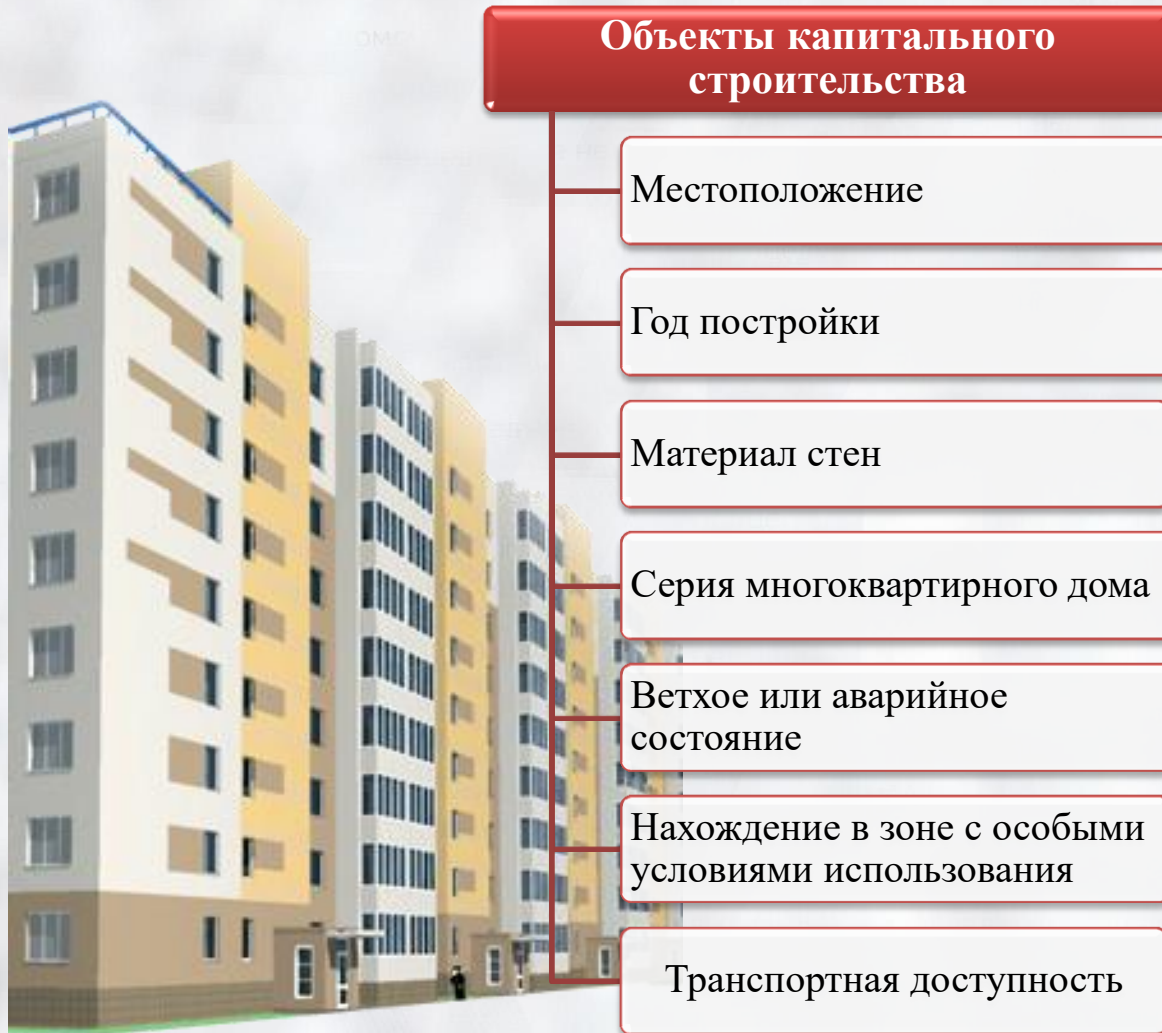 Объекты капитального
строительства
Местоположение
Год постройки
Материал стен
Серия многоквартирного дома
Ветхое или аварийное
состояние
Нахождение в зоне с особыми
условиями использования
Транспортная доступность